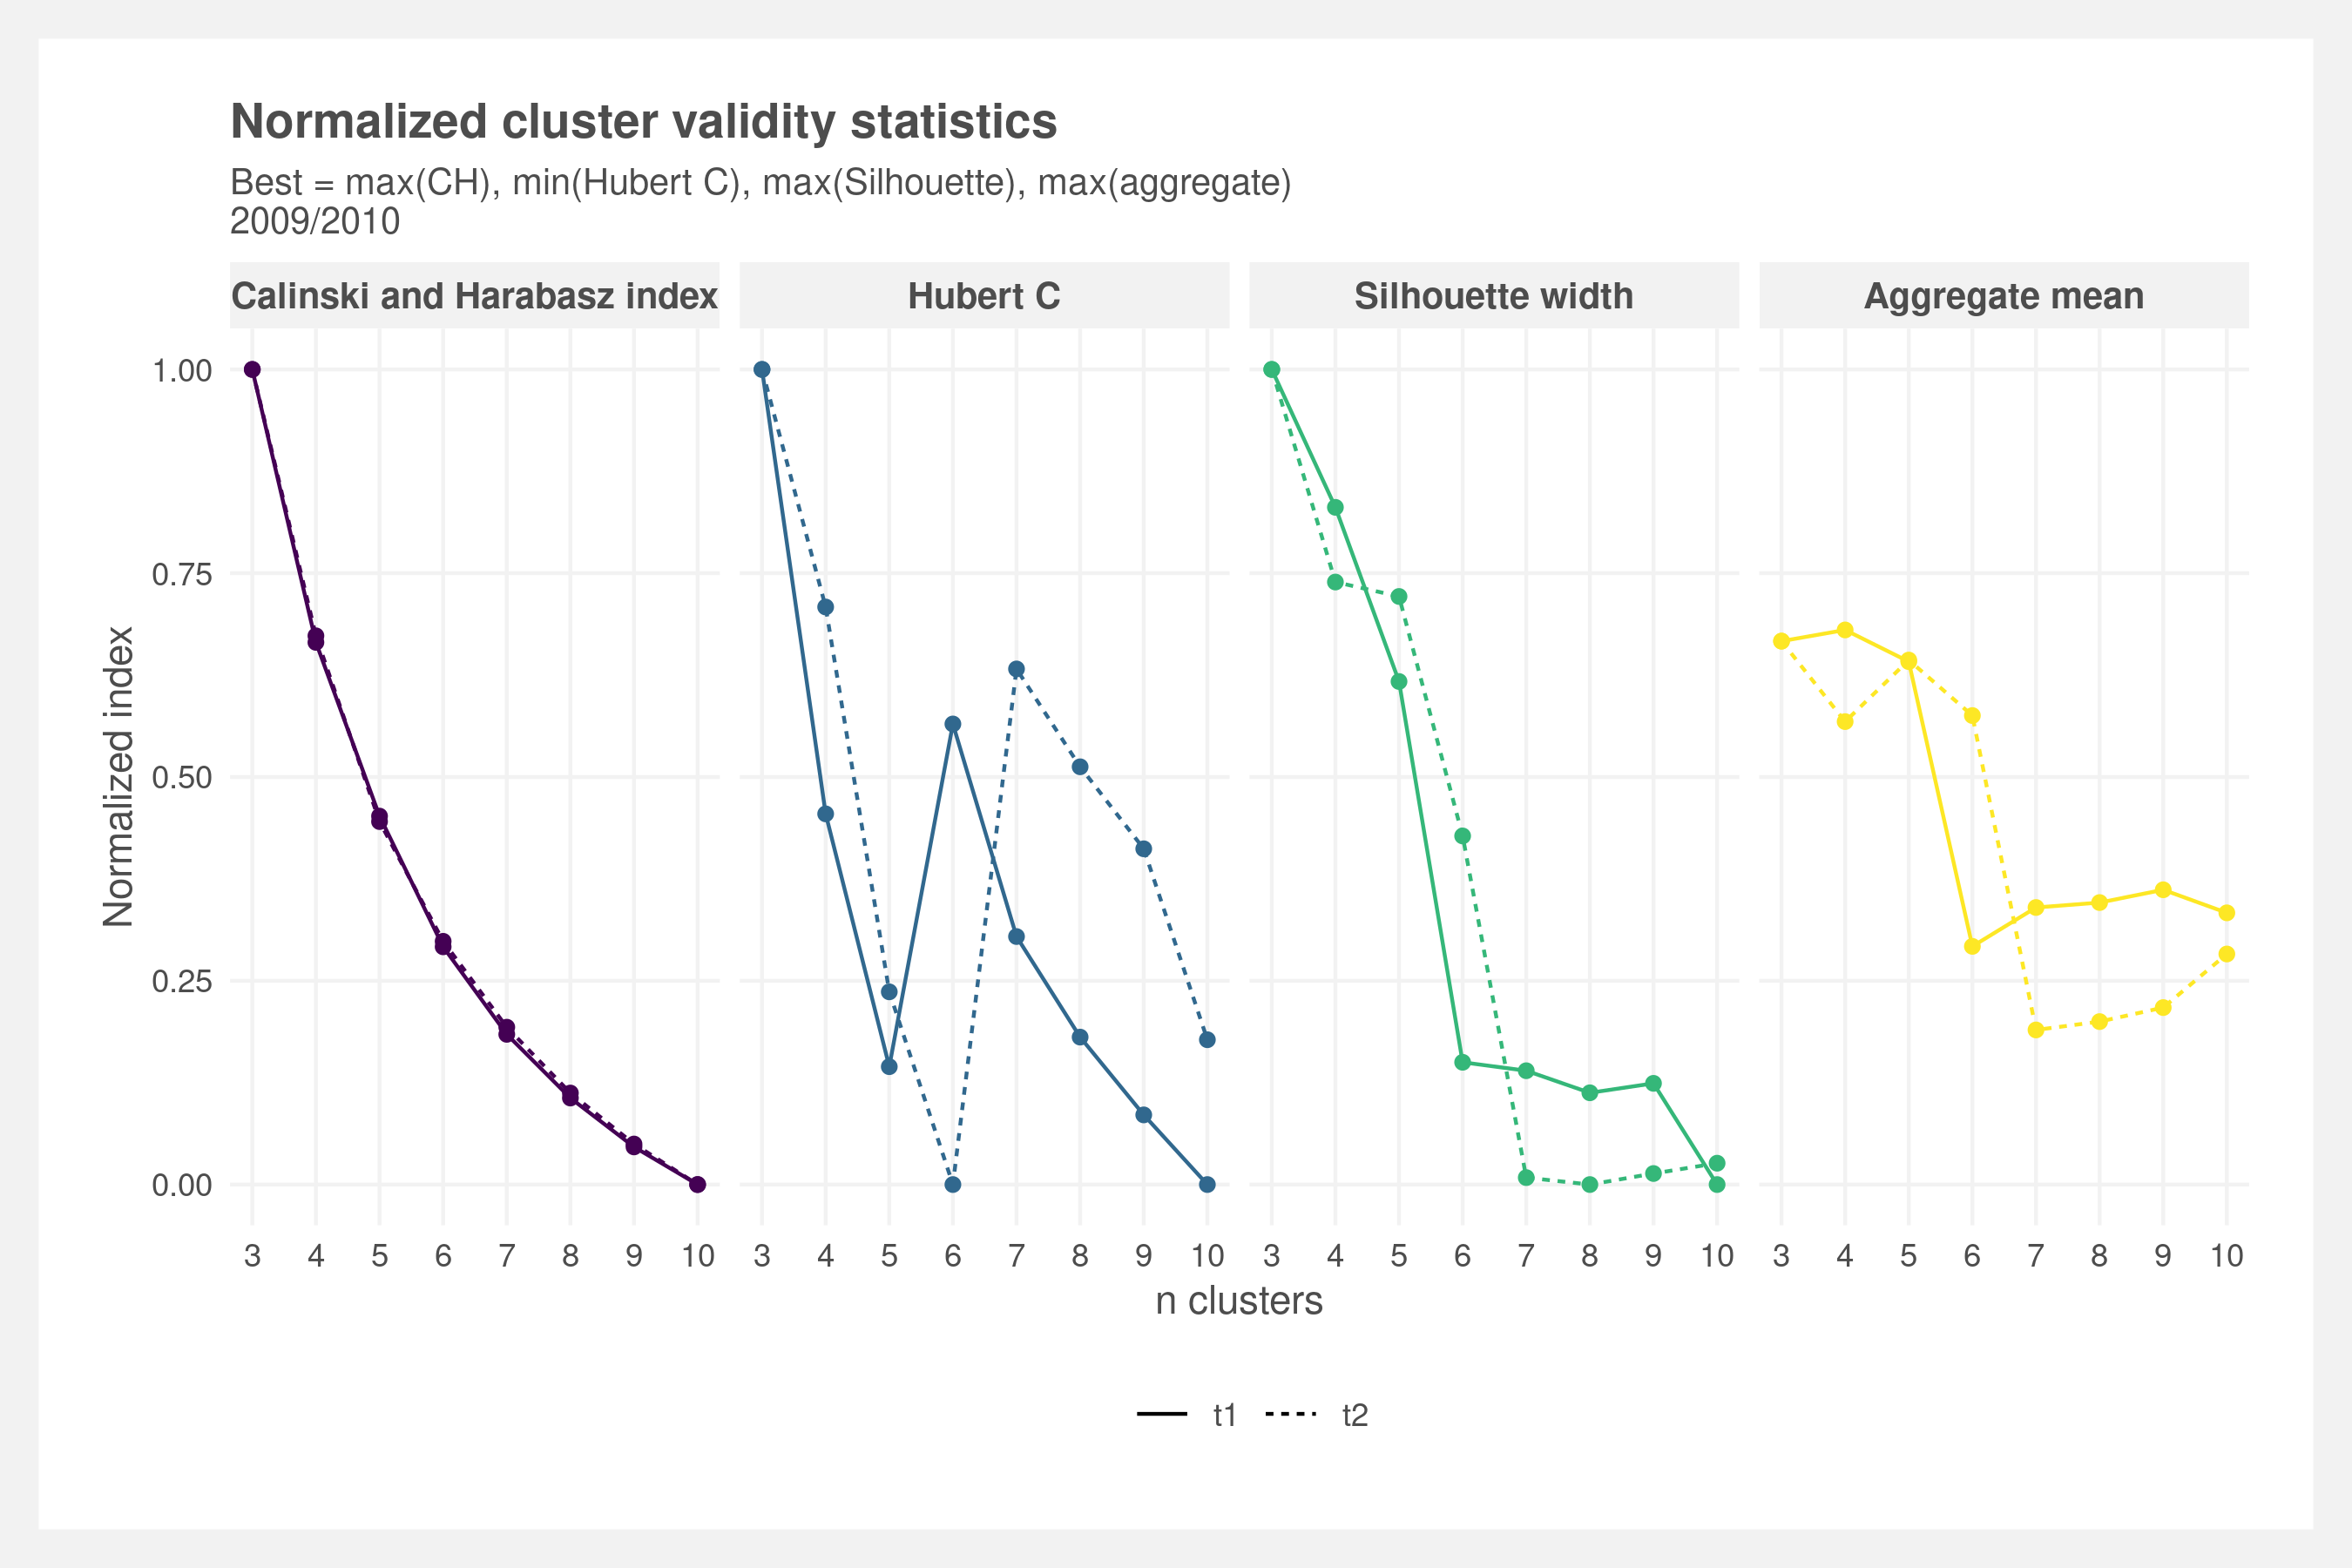 Normalized cluster validity statistics
Best = max(CH), min(Hubert C), max(Silhouette), max(aggregate)
2009/2010
Calinski and Harabasz index
Hubert C
Silhouette width
Aggregate mean
Normalized index
1.00
0.75
0.50
0.25
0.00
3 4 5 6 7 8 9 10
3 4 5 6 7 8 9 10
3 4 5 6 7 8 9 10
3 4 5 6 7 8 9 10
n clusters
t1 t2